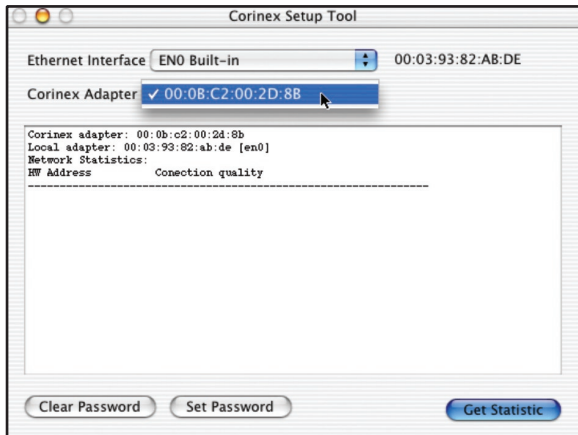 Corinex Setup Tool
Ethernet Interface EN0 Built-in 00:03:93:82:AB:DE
Corinex Adapter ✓ 00:0B:C2:00:2D:8B
Corinex adapter: 00:0b:c2:00:2d:8b
Local adapter: 00:03:93:82:ab:de [en0]
Network Statistics:
HW Address Conection quality
--------------------------------------------------------------------
Clear Password Set Password Get Statistic